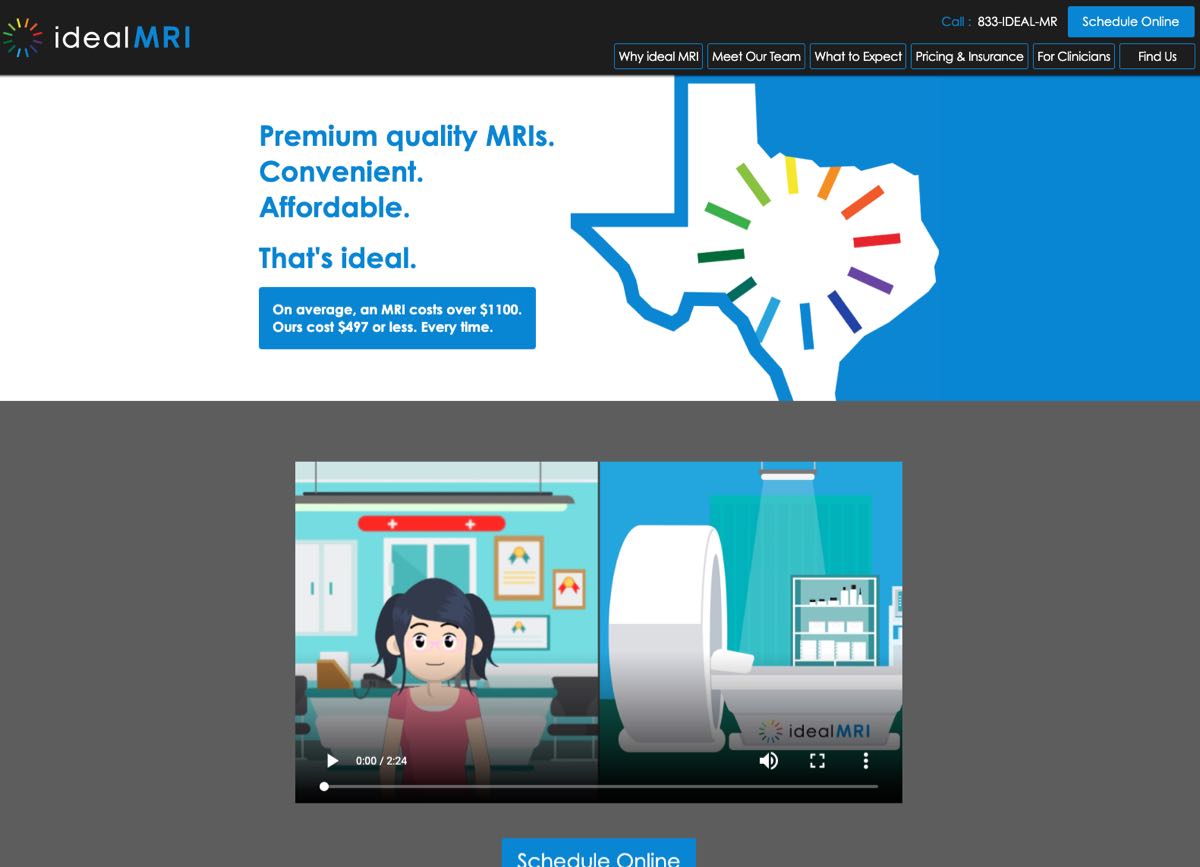 idealMRI
Call : 833-IDEAL-MR
Schedule Online
Why ideal MRI
Meet Our Team
What to Expect
Pricing & Insurance
For Clinicians
Find Us
Premium quality MRIs.
Convenient.
Affordable.
That's ideal.
On average, an MRI costs over $1100.
Ours cost $497 or less. Every time.
idealMRI
0:00 / 2:24
Schedule Online